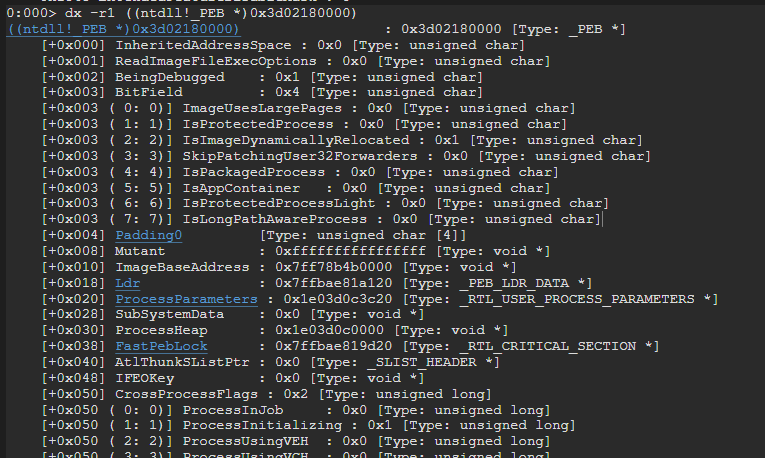 0:000> dx -r1 ((ntdll!_PEB *)0x3d02180000)
((ntdll!_PEB *)0x3d02180000) : 0x3d02180000 [Type: _PEB *]
[+0x000] InheritedAddressSpace : 0x0 [Type: unsigned char]
[+0x001] ReadImageFileExecOptions : 0x0 [Type: unsigned char]
[+0x002] BeingDebugged : 0x1 [Type: unsigned char]
[+0x003] BitField : 0x4 [Type: unsigned char]
[+0x003 ( 0: 0)] ImageUsesLargePages : 0x0 [Type: unsigned char]
[+0x003 ( 1: 1)] IsProtectedProcess : 0x0 [Type: unsigned char]
[+0x003 ( 2: 2)] IsImageDynamicallyRelocated : 0x1 [Type: unsigned char]
[+0x003 ( 3: 3)] SkipPatchingUser32Forwarders : 0x0 [Type: unsigned char]
[+0x003 ( 4: 4)] IsPackagedProcess : 0x0 [Type: unsigned char]
[+0x003 ( 5: 5)] IsAppContainer : 0x0 [Type: unsigned char]
[+0x003 ( 6: 6)] IsProtectedProcessLight : 0x0 [Type: unsigned char]
[+0x003 ( 7: 7)] IsLongPathAwareProcess : 0x0 [Type: unsigned char]
[+0x004] Padding0 [Type: unsigned char [4]]
[+0x008] Mutant : 0xffffffffffffffff [Type: void *]
[+0x010] ImageBaseAddress : 0x7ff78b4b0000 [Type: void *]
[+0x018] Ldr : 0x7ffbae81a120 [Type: _PEB_LDR_DATA *]
[+0x020] ProcessParameters : 0x1e03d0c3c20 [Type: _RTL_USER_PROCESS_PARAMETERS *]
[+0x028] SubSystemData : 0x0 [Type: void *]
[+0x030] ProcessHeap : 0x1e03d0c0000 [Type: void *]
[+0x038] FastPebLock : 0x7ffbae819d20 [Type: _RTL_CRITICAL_SECTION *]
[+0x040] AtlThunkSListPtr : 0x0 [Type: _SLIST_HEADER *]
[+0x048] IFEOKey : 0x0 [Type: void *]
[+0x050] CrossProcessFlags : 0x2 [Type: unsigned long]
[+0x050 ( 0: 0)] ProcessInJob : 0x0 [Type: unsigned long]
[+0x050 ( 1: 1)] ProcessInitializing : 0x1 [Type: unsigned long]
[+0x050 ( 2: 2)] ProcessUsingVEH : 0x0 [Type: unsigned long]
[+0x050 ( 3: 3)] ProcessUsingVCH : 0x0 [Type: unsigned long]